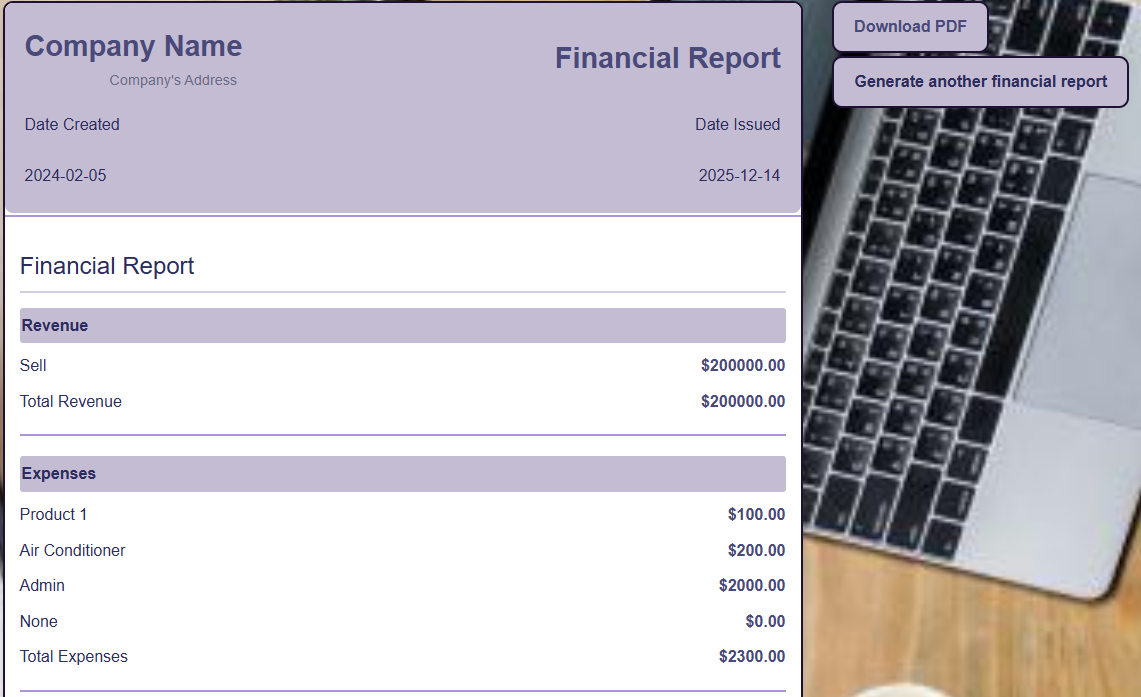 Company Name
Financial Report
Company's Address
Date Created
Date Issued
2024-02-05
2025-12-14
Download PDF
Generate another financial report
Financial Report
Revenue
Sell $200000.00
Total Revenue $200000.00
Expenses
Product 1 $100.00
Air Conditioner $200.00
Admin $2000.00
None $0.00
Total Expenses $2300.00